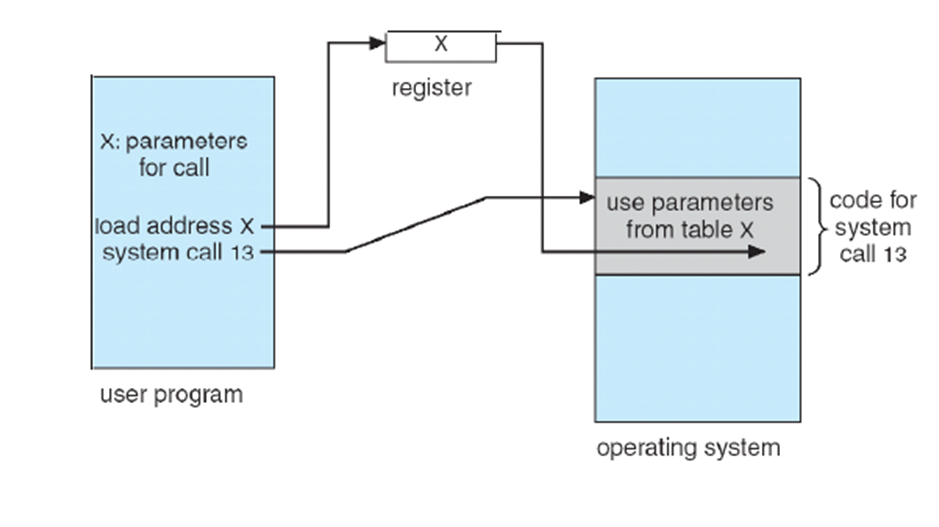 X
register
X: parameters
for call
load address X
system call 13
user program
use parameters
from table X
code for
system
call 13
operating system